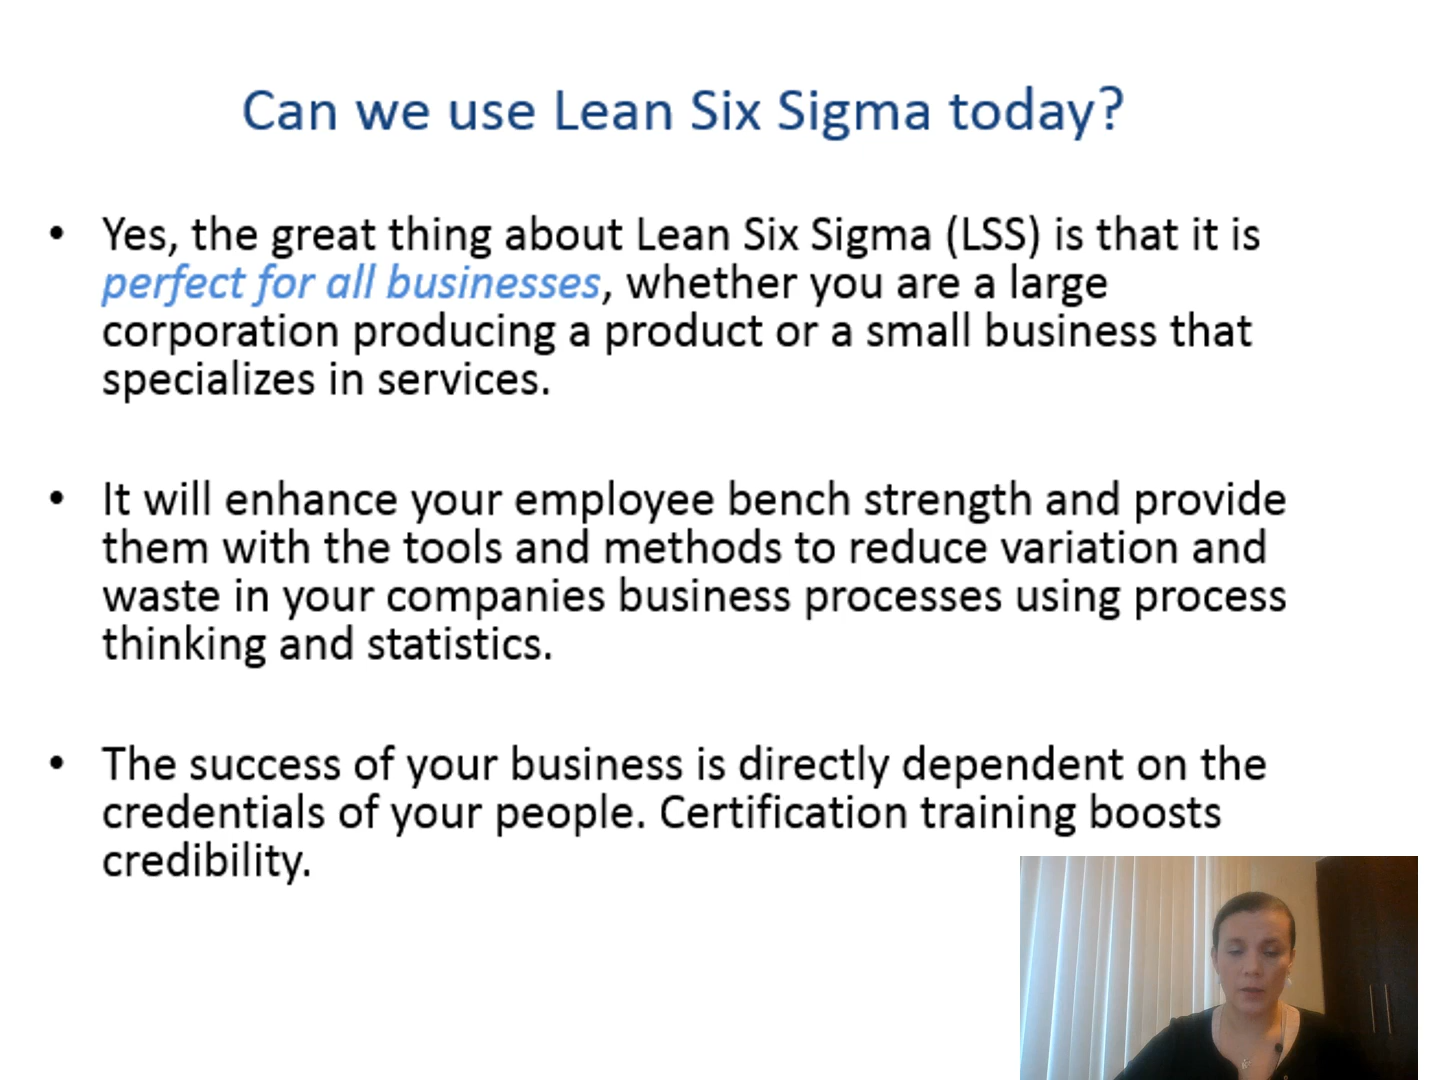 Can we use Lean Six Sigma today?
• Yes, the great thing about Lean Six Sigma (LSS) is that it is
perfect for all businesses, whether you are a large
corporation producing a product or a small business that
specializes in services.
• It will enhance your employee bench strength and provide
them with the tools and methods to reduce variation and
waste in your companies business processes using process
thinking and statistics.
• The success of your business is directly dependent on the
credentials of your people. Certification training boosts
credibility.